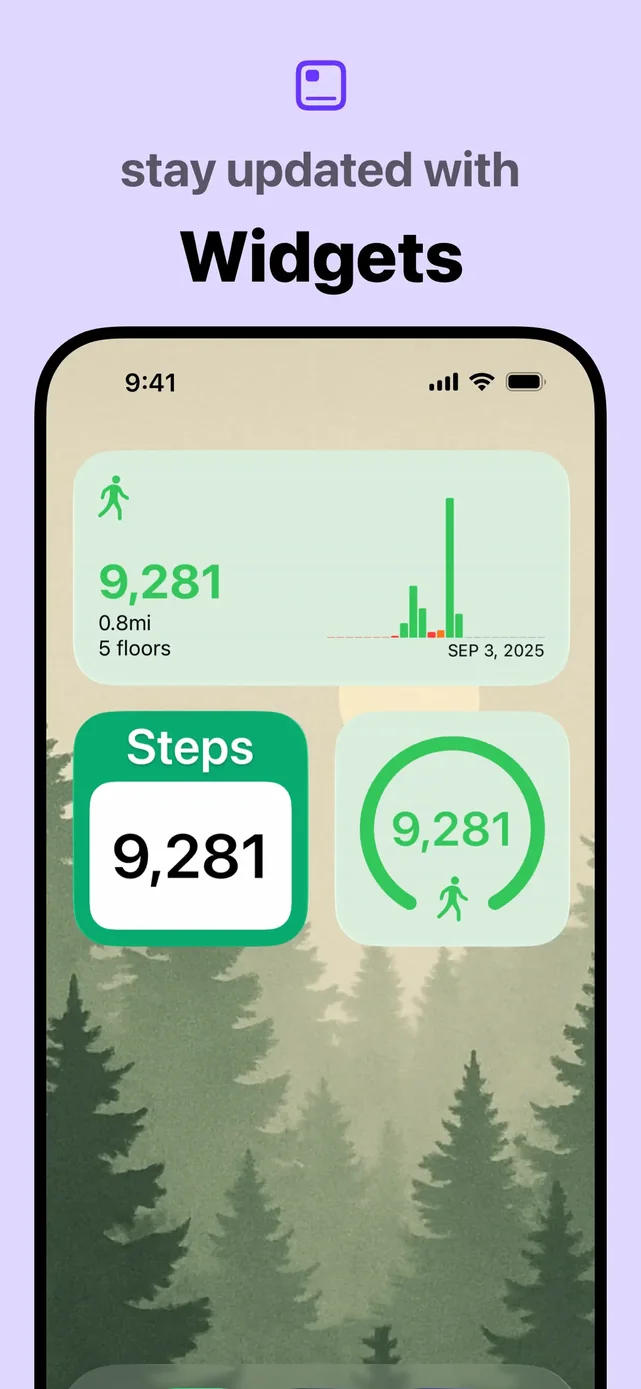 stay updated with
Widgets
9:41
9,281
0.8mi
5 floors
SEP 3, 2025
Steps
9,281
9,281